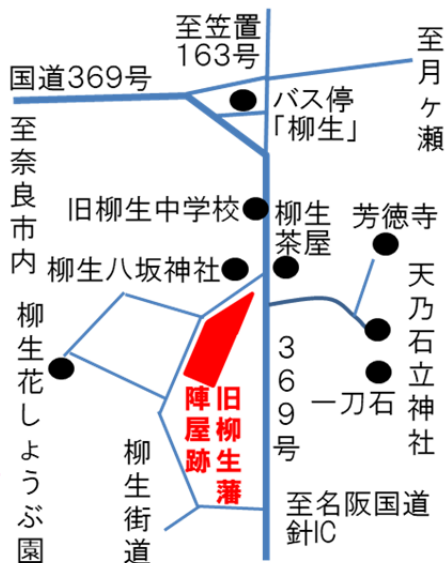 至笠置
163号
至月ヶ瀬
国道369号
バス停
「柳生」
至奈良市内
旧柳生中学校
柳生
茶屋
芳徳寺
柳生八坂神社
天乃石立神社
柳生花しょうぶ園
369号
一刀石
旧柳生藩
陣屋跡
柳生街道
至名阪国道
針IC